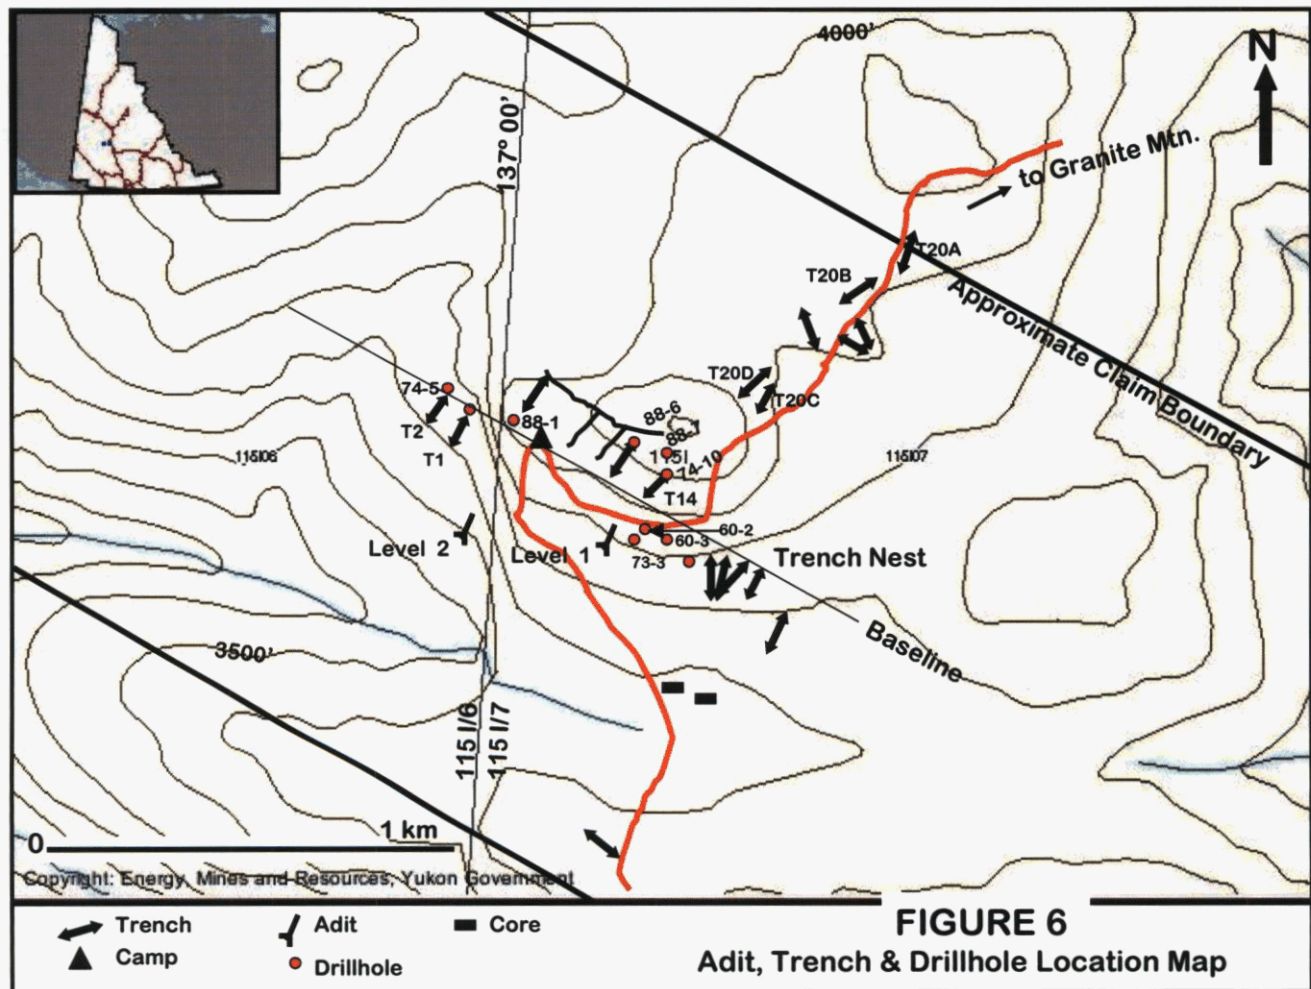 4000'
N
137° 00'
to Granite Mtn.
T20A
T20B
Approximate Claim Boundary
T20D
T20C
74-5
88-6
88-1
88-7
T2
T1
115I06
115I
74-10
115I07
T14
60-2
Level 2
Level 1
60-3
73-3
Trench Nest
Baseline
3500'
115 I/6
115 I/7
0
1 km
Copyright: Energy, Mines and Resources, Yukon Government
Trench
Adit
Core
Camp
Drillhole
FIGURE 6
Adit, Trench & Drillhole Location Map